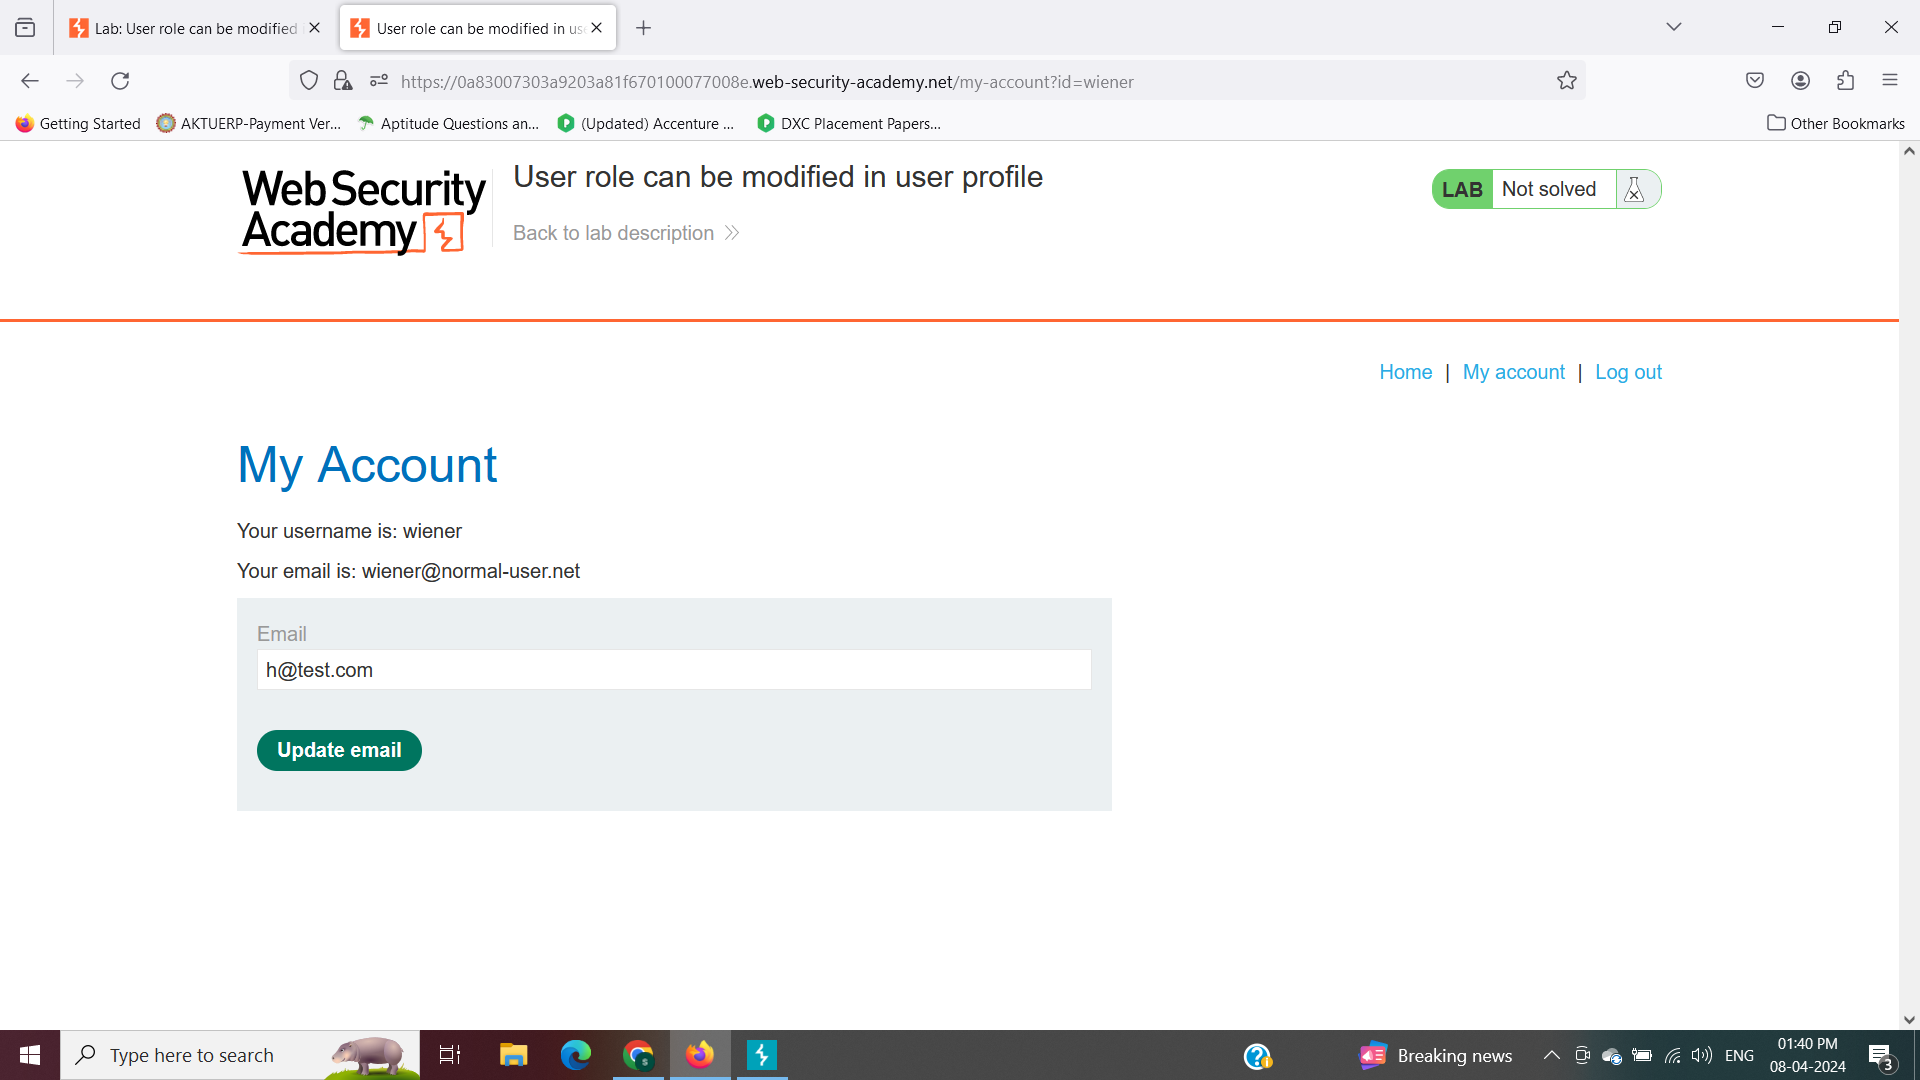 Lab: User role can be modified
User role can be modified in us
https://0a83007303a9203a81f670100077008e.web-security-academy.net/my-account?id=wiener
Getting Started
AKTUERP-Payment Ver...
Aptitude Questions an...
(Updated) Accenture ...
DXC Placement Papers...
Other Bookmarks
Web Security
Academy
User role can be modified in user profile
Back to lab description
LAB Not solved
Home | My account | Log out
My Account
Your username is: wiener
Your email is: wiener@normal-user.net
Email
h@test.com
Update email
Type here to search
Breaking news
ENG
01:40 PM
08-04-2024
3